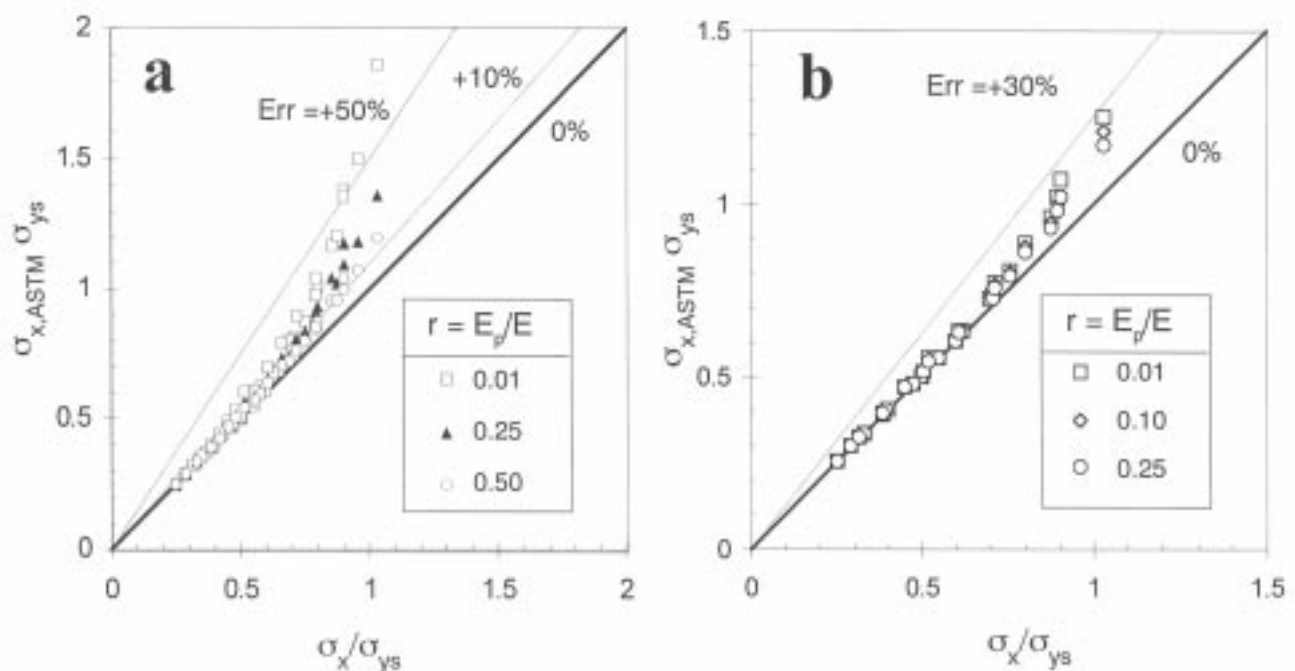 a
2
1.5
1
0.5
0
0
0.5
1
1.5
2
σx,ASTM σys
σx/σys
Err =+50%
+10%
0%
r = Ep/E
0.01
0.25
0.50
b
1.5
1
0.5
0
0
0.5
1
1.5
σx,ASTM σys
σx/σys
Err =+30%
0%
r = Ep/E
0.01
0.10
0.25